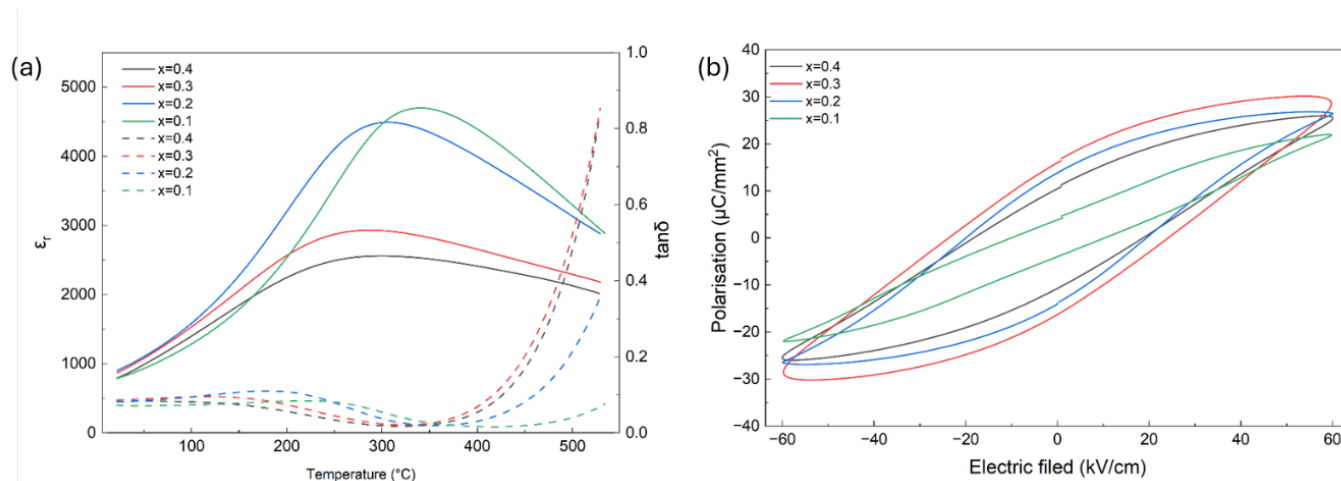 (a)
x=0.4
x=0.3
x=0.2
x=0.1
x=0.4
x=0.3
x=0.2
x=0.1
5000
4000
3000
2000
1000
0
εr
1.0
0.8
0.6
0.4
0.2
0.0
tanδ
100
200
300
400
500
Temperature (°C)
(b)
x=0.4
x=0.3
x=0.2
x=0.1
40
30
20
10
0
−10
−20
−30
−40
Polarisation (μC/mm²)
−60
−40
−20
0
20
40
60
Electric filed (kV/cm)